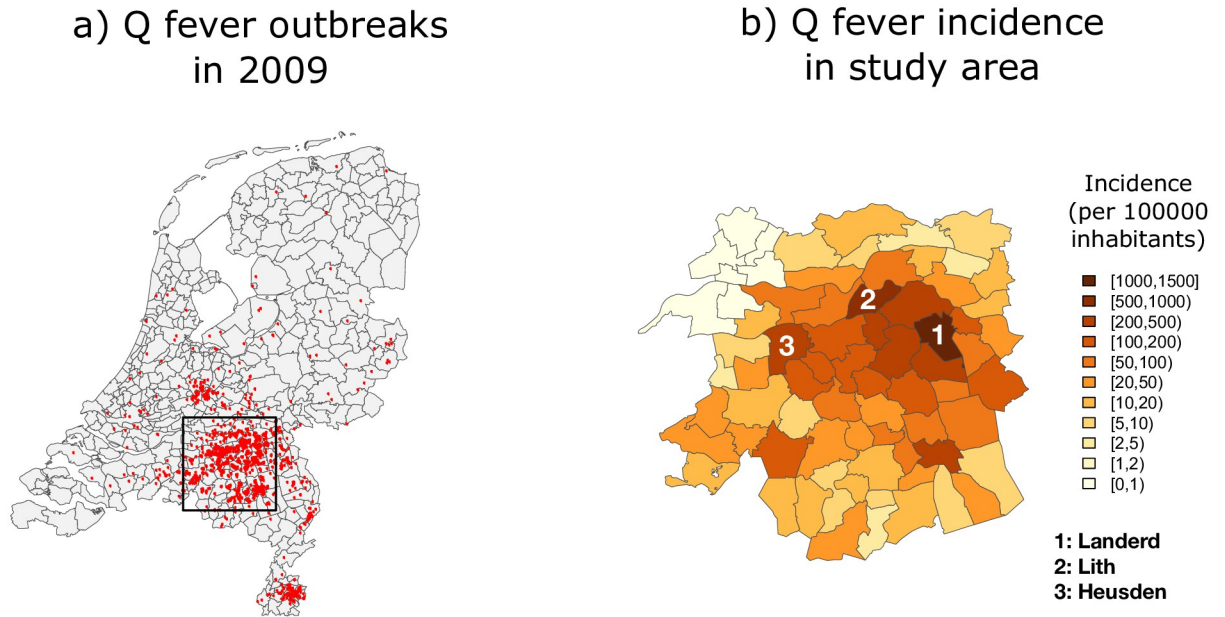 a) Q fever outbreaks
in 2009
b) Q fever incidence
in study area
Incidence
(per 100000
inhabitants)
[1000,1500]
[500,1000)
[200,500)
[100,200)
[50,100)
[20,50)
[10,20)
[5,10)
[2,5)
[1,2)
[0,1)
2
1
3
1: Landerd
2: Lith
3: Heusden